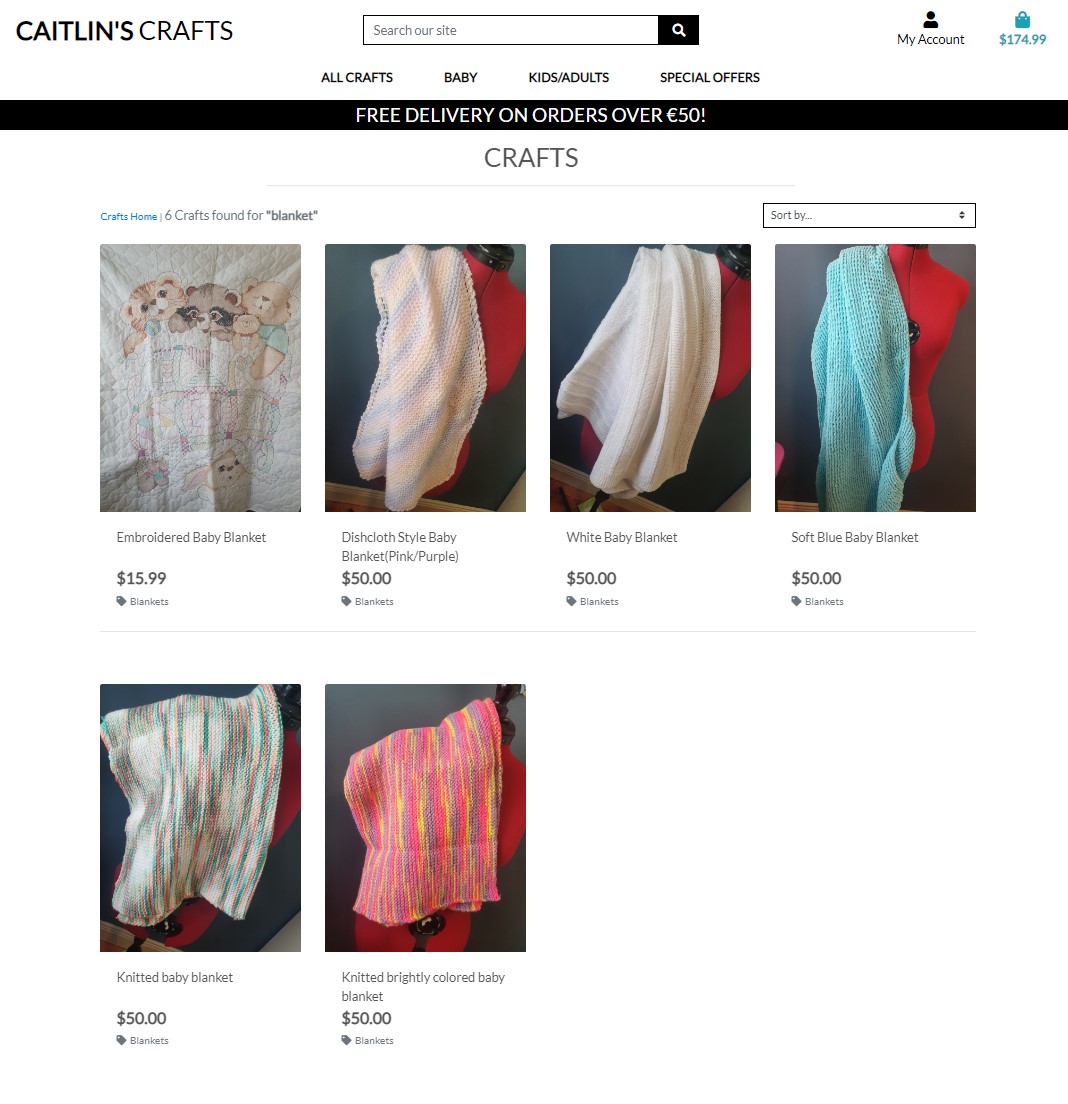 CAITLIN'S CRAFTS
Search our site
My Account
$174.99
ALL CRAFTS BABY KIDS/ADULTS SPECIAL OFFERS
FREE DELIVERY ON ORDERS OVER €50!
CRAFTS
Crafts Home | 6 Crafts found for "blanket"
Sort by...
Embroidered Baby Blanket
$15.99
Blankets
Dishcloth Style Baby
Blanket(Pink/Purple)
$50.00
Blankets
White Baby Blanket
$50.00
Blankets
Soft Blue Baby Blanket
$50.00
Blankets
Knitted baby blanket
$50.00
Blankets
Knitted brightly colored baby
blanket
$50.00
Blankets